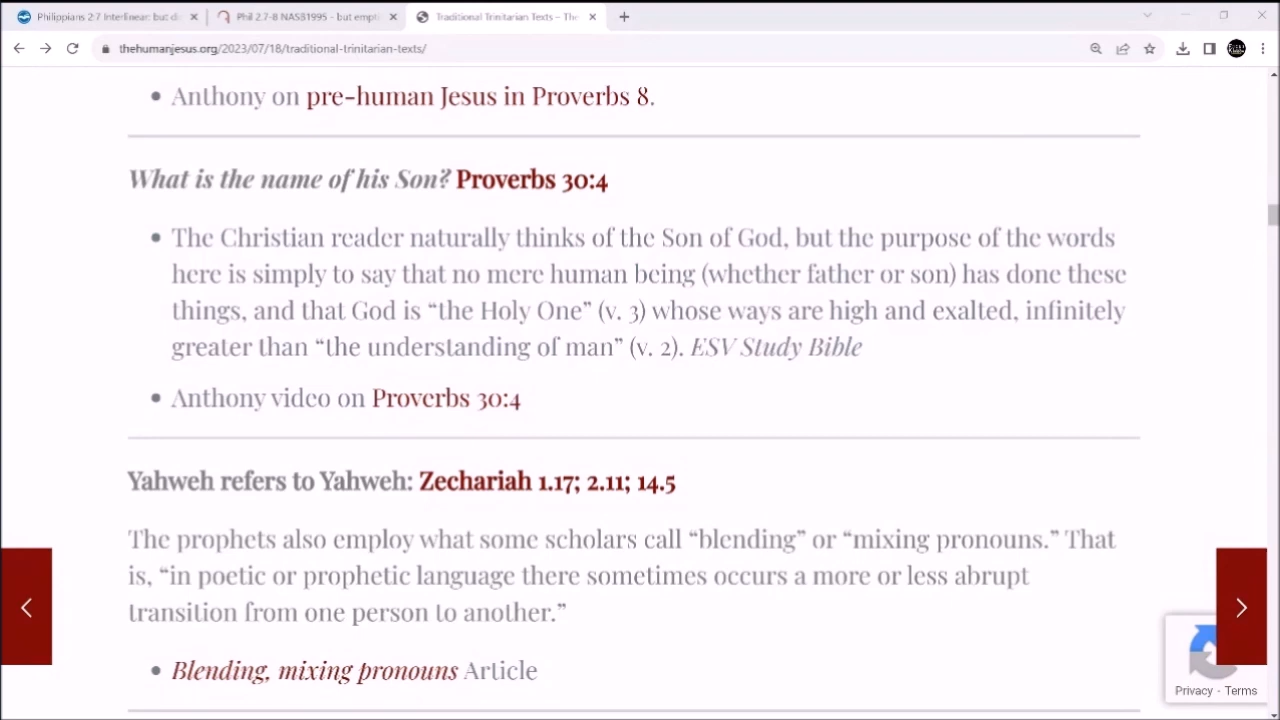 Philippians 2:7 Interlinear: but di
Phil 2.7-8 NASB1995 - but empti
Traditional Trinitarian Texts – The
thehumanjesus.org/2023/07/18/traditional-trinitarian-texts/
• Anthony on pre-human Jesus in Proverbs 8.
What is the name of his Son? Proverbs 30:4
• The Christian reader naturally thinks of the Son of God, but the purpose of the words
here is simply to say that no mere human being (whether father or son) has done these
things, and that God is “the Holy One” (v. 3) whose ways are high and exalted, infinitely
greater than “the understanding of man” (v. 2). ESV Study Bible
• Anthony video on Proverbs 30:4
Yahweh refers to Yahweh: Zechariah 1.17; 2.11; 14.5
The prophets also employ what some scholars call “blending” or “mixing pronouns.” That
is, “in poetic or prophetic language there sometimes occurs a more or less abrupt
transition from one person to another.”
• Blending, mixing pronouns Article
Privacy - Terms